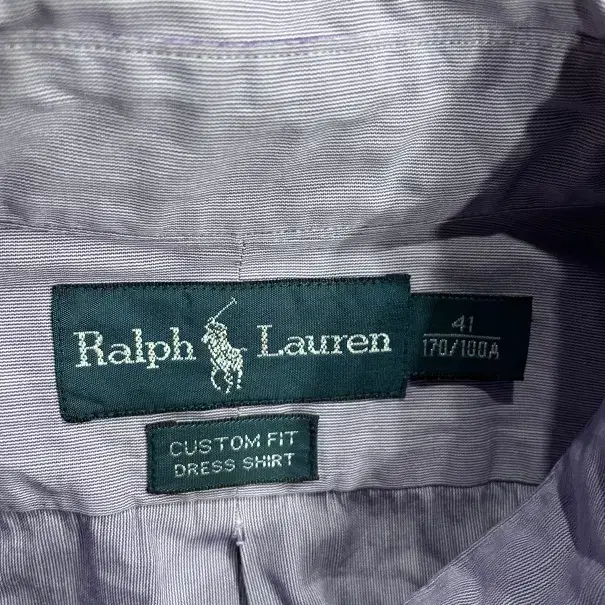 Ralph Lauren
41
170/100A
CUSTOM FIT
DRESS SHIRT